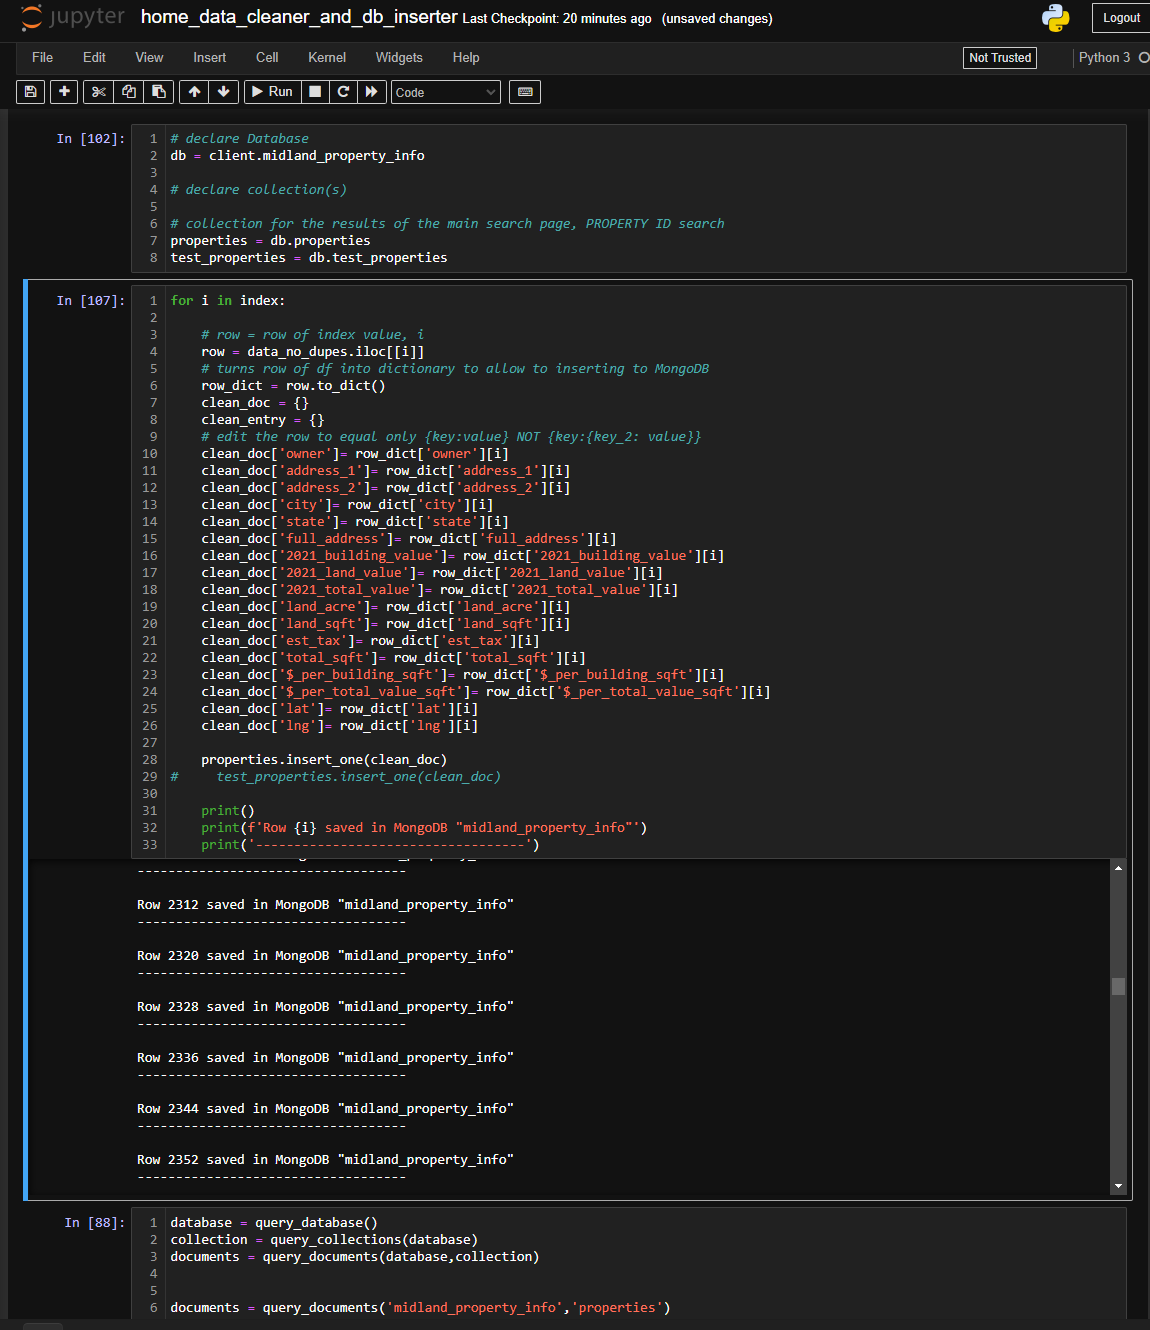 jupyter home_data_cleaner_and_db_inserter Last Checkpoint: 20 minutes ago (unsaved changes) Logout
File Edit View Insert Cell Kernel Widgets Help Not Trusted Python 3
Run Code
In [102]:
1 # declare Database
2 db = client.midland_property_info
3
4 # declare collection(s)
5
6 # collection for the results of the main search page, PROPERTY ID search
7 properties = db.properties
8 test_properties = db.test_properties
In [107]:
1 for i in index:
2
3     # row = row of index value, i
4     row = data_no_dupes.iloc[[i]]
5     # turns row of df into dictionary to allow to inserting to MongoDB
6     row_dict = row.to_dict()
7     clean_doc = {}
8     clean_entry = {}
9     # edit the row to equal only {key:value} NOT {key:{key_2: value}}
10     clean_doc['owner']= row_dict['owner'][i]
11     clean_doc['address_1']= row_dict['address_1'][i]
12     clean_doc['address_2']= row_dict['address_2'][i]
13     clean_doc['city']= row_dict['city'][i]
14     clean_doc['state']= row_dict['state'][i]
15     clean_doc['full_address']= row_dict['full_address'][i]
16     clean_doc['2021_building_value']= row_dict['2021_building_value'][i]
17     clean_doc['2021_land_value']= row_dict['2021_land_value'][i]
18     clean_doc['2021_total_value']= row_dict['2021_total_value'][i]
19     clean_doc['land_acre']= row_dict['land_acre'][i]
20     clean_doc['land_sqft']= row_dict['land_sqft'][i]
21     clean_doc['est_tax']= row_dict['est_tax'][i]
22     clean_doc['total_sqft']= row_dict['total_sqft'][i]
23     clean_doc['$_per_building_sqft']= row_dict['$_per_building_sqft'][i]
24     clean_doc['$_per_total_value_sqft']= row_dict['$_per_total_value_sqft'][i]
25     clean_doc['lat']= row_dict['lat'][i]
26     clean_doc['lng']= row_dict['lng'][i]
27
28     properties.insert_one(clean_doc)
29 #     test_properties.insert_one(clean_doc)
30
31     print()
32     print(f'Row {i} saved in MongoDB "midland_property_info"')
33     print('-----------------------------------')
-----------------------------------
Row 2312 saved in MongoDB "midland_property_info"
-----------------------------------
Row 2320 saved in MongoDB "midland_property_info"
-----------------------------------
Row 2328 saved in MongoDB "midland_property_info"
-----------------------------------
Row 2336 saved in MongoDB "midland_property_info"
-----------------------------------
Row 2344 saved in MongoDB "midland_property_info"
-----------------------------------
Row 2352 saved in MongoDB "midland_property_info"
-----------------------------------
In [88]:
1 database = query_database()
2 collection = query_collections(database)
3 documents = query_documents(database,collection)
4
5
6 documents = query_documents('midland_property_info','properties')